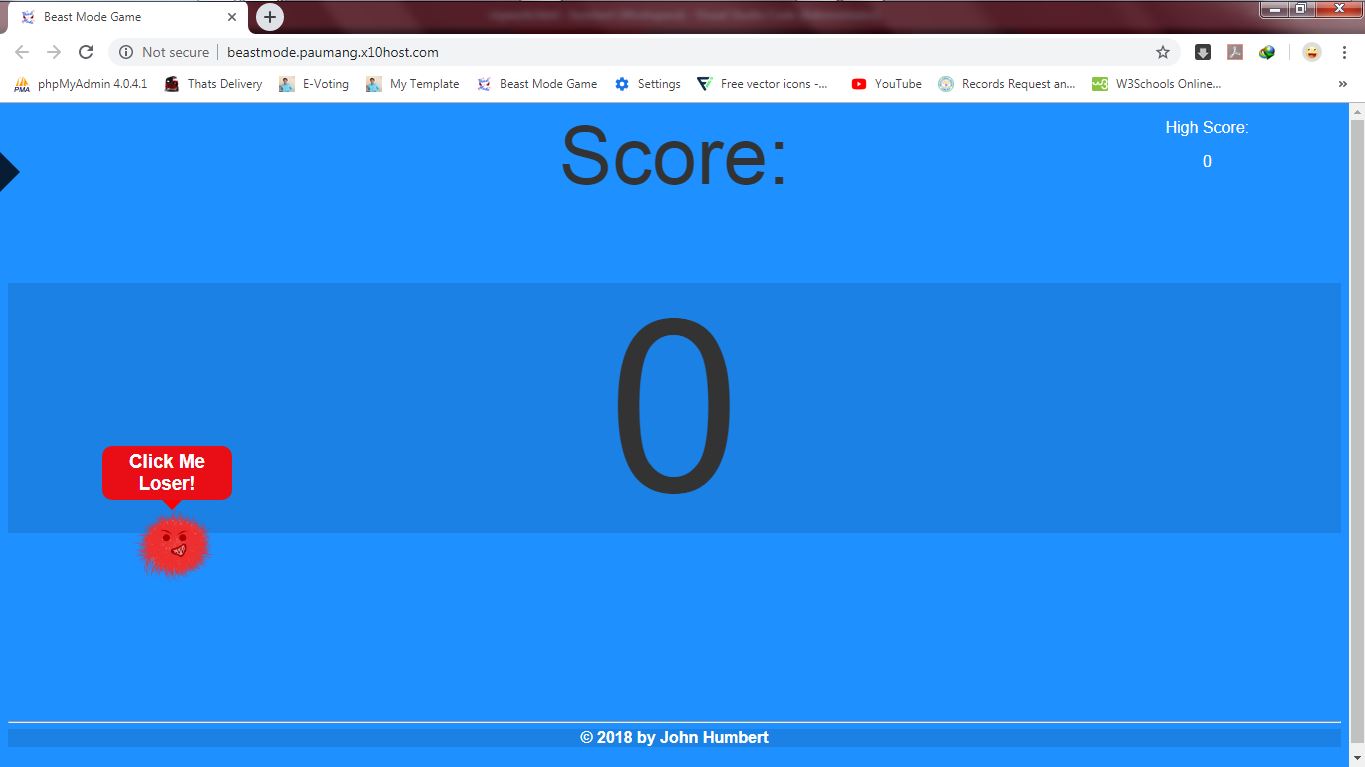 Beast Mode Game
Not secure
beastmode.paumang.x10host.com
PMA phpMyAdmin 4.0.4.1 Thats Delivery E-Voting My Template Beast Mode Game Settings Free vector icons -... YouTube Records Request an... W3Schools Online... »
Score:
High Score:
0
0
Click Me
Loser!
© 2018 by John Humbert